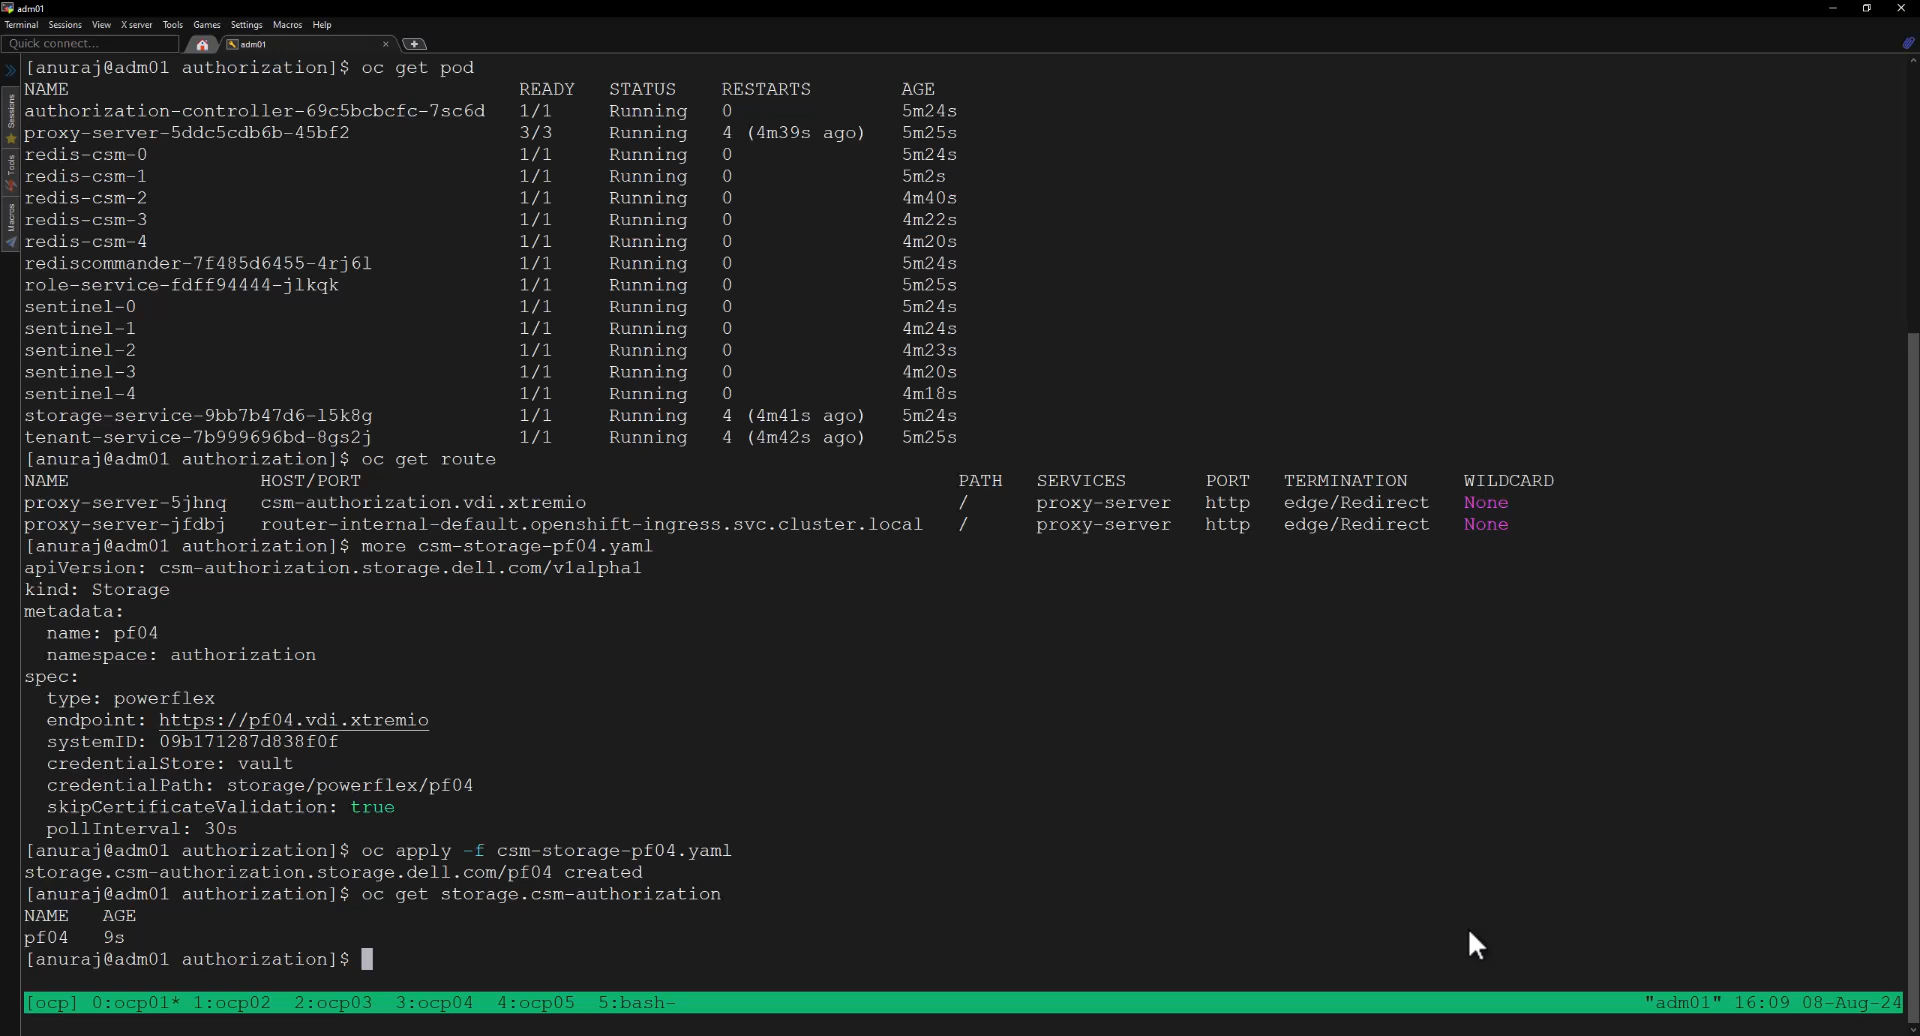 adm01
Terminal Sessions View X server Tools Games Settings Macros Help
Quick connect... adm01
Sessions
Tools
Macros
[anuraj@adm01 authorization]$ oc get pod
NAME READY STATUS RESTARTS AGE
authorization-controller-69c5bcbcfc-7sc6d 1/1 Running 0 5m24s
proxy-server-5ddc5cdb6b-45bf2 3/3 Running 4 (4m39s ago) 5m25s
redis-csm-0 1/1 Running 0 5m24s
redis-csm-1 1/1 Running 0 5m2s
redis-csm-2 1/1 Running 0 4m40s
redis-csm-3 1/1 Running 0 4m22s
redis-csm-4 1/1 Running 0 4m20s
rediscommander-7f485d6455-4rj6l 1/1 Running 0 5m24s
role-service-fdff94444-jlkqk 1/1 Running 0 5m25s
sentinel-0 1/1 Running 0 5m24s
sentinel-1 1/1 Running 0 4m24s
sentinel-2 1/1 Running 0 4m23s
sentinel-3 1/1 Running 0 4m20s
sentinel-4 1/1 Running 0 4m18s
storage-service-9bb7b47d6-l5k8g 1/1 Running 4 (4m41s ago) 5m24s
tenant-service-7b999696bd-8gs2j 1/1 Running 4 (4m42s ago) 5m25s
[anuraj@adm01 authorization]$ oc get route
NAME HOST/PORT PATH SERVICES PORT TERMINATION WILDCARD
proxy-server-5jhnq csm-authorization.vdi.xtremio / proxy-server http edge/Redirect None
proxy-server-jfdbj router-internal-default.openshift-ingress.svc.cluster.local / proxy-server http edge/Redirect None
[anuraj@adm01 authorization]$ more csm-storage-pf04.yaml
apiVersion: csm-authorization.storage.dell.com/v1alpha1
kind: Storage
metadata:
  name: pf04
  namespace: authorization
spec:
  type: powerflex
  endpoint: https://pf04.vdi.xtremio
  systemID: 09b171287d838f0f
  credentialStore: vault
  credentialPath: storage/powerflex/pf04
  skipCertificateValidation: true
  pollInterval: 30s
[anuraj@adm01 authorization]$ oc apply -f csm-storage-pf04.yaml
storage.csm-authorization.storage.dell.com/pf04 created
[anuraj@adm01 authorization]$ oc get storage.csm-authorization
NAME AGE
pf04 9s
[anuraj@adm01 authorization]$
[ocp] 0:ocp01* 1:ocp02 2:ocp03 3:ocp04 4:ocp05 5:bash- "adm01" 16:09 08-Aug-24